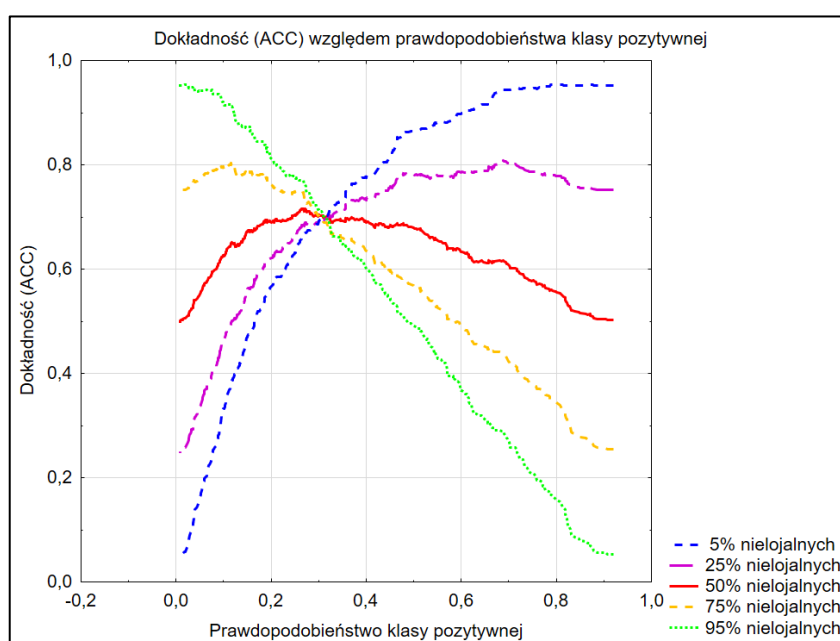 Dokładność (ACC) względem prawdopodobieństwa klasy pozytywnej
1,0
0,8
0,6
0,4
0,2
0,0
Dokładność (ACC)
-0,2 0,0 0,2 0,4 0,6 0,8 1,0
Prawdopodobieństwo klasy pozytywnej
5% nielojalnych
25% nielojalnych
50% nielojalnych
75% nielojalnych
95% nielojalnych